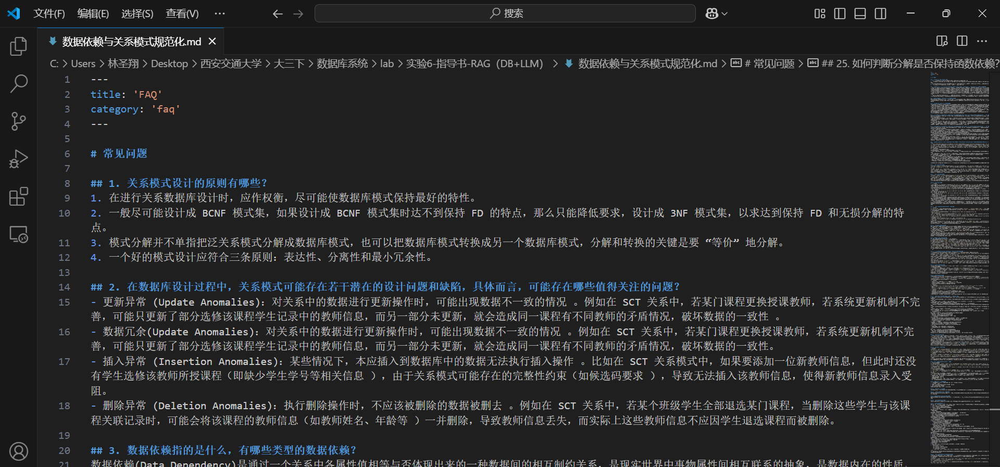 文件(F) 编辑(E) 选择(S) 查看(V) ··· 搜索
数据依赖与关系模式规范化.md
C: > Users > 林圣翔 > Desktop > 西安交通大学 > 大三下 > 数据库系统 > lab > 实验6-指导书-RAG（DB+LLM） > 数据依赖与关系模式规范化.md > # 常见问题 > ## 25. 如何判断分解是否保持函数依赖?
1 ---
2 title: 'FAQ'
3 category: 'faq'
4 ---
5
6 # 常见问题
7
8 ## 1. 关系模式设计的原则有哪些？
9 1. 在进行关系数据库设计时，应作权衡，尽可能使数据库模式保持最好的特性。
10 2. 一般尽可能设计成 BCNF 模式集，如果设计成 BCNF 模式集时达不到保持 FD 的特点，那么只能降低要求，设计成 3NF 模式集，以求达到保持 FD 和无损分解的特
点。
11 3. 模式分解并不单指把泛关系模式分解成数据库模式，也可以把数据库模式转换成另一个数据库模式，分解和转换的关键是要 “等价” 地分解。
12 4. 一个好的模式设计应符合三条原则：表达性、分离性和最小冗余性。
13
14 ## 2. 在数据库设计过程中，关系模式可能存在若干潜在的设计问题和缺陷，具体而言，可能存在哪些值得关注的问题？
15 - 更新异常 (Update Anomalies)：对关系中的数据进行更新操作时，可能出现数据不一致的情况 。例如在 SCT 关系中，若某门课程更换授课教师，若系统更新机制不完
善，可能只更新了部分选修该课程学生记录中的教师信息，而另一部分未更新，就会造成同一课程有不同教师的矛盾情况，破坏数据的一致性 。
16 - 数据冗余(Update Anomalies)：对关系中的数据进行更新操作时，可能出现数据不一致的情况 。例如在 SCT 关系中，若某门课程更换授课教师，若系统更新机制不完
善，可能只更新了部分选修该课程学生记录中的教师信息，而另一部分未更新，就会造成同一课程有不同教师的矛盾情况，破坏数据的一致性。
17 - 插入异常 (Insertion Anomalies)：某些情况下，本应插入到数据库中的数据无法执行插入操作 。比如在 SCT 关系模式中，如果要添加一位新教师信息，但此时还没
有学生选修该教师所授课程（即缺少学生学号等相关信息 ），由于关系模式可能存在的完整性约束（如候选码要求 ），导致无法插入该教师信息，使得新教师信息录入受
阻。
18 - 删除异常 (Deletion Anomalies)：执行删除操作时，不应该被删除的数据被删去 。例如在 SCT 关系中，若某个班级学生全部退选某门课程，当删除这些学生与该课
程关联记录时，可能会将该课程的教师信息（如教师姓名、年龄等 ）一并删除，导致教师信息丢失，而实际上这些教师信息不应因学生退选课程而被删除。
19
20 ## 3. 数据依赖指的是什么，有哪些类型的数据依赖？
21 数据依赖(Data Dependency)是通过一个关系中各属性值相等与否体现出来的一种数据间的相互制约关系，是现实世界中事物属性间相互联系的抽象，是数据内在的性质。